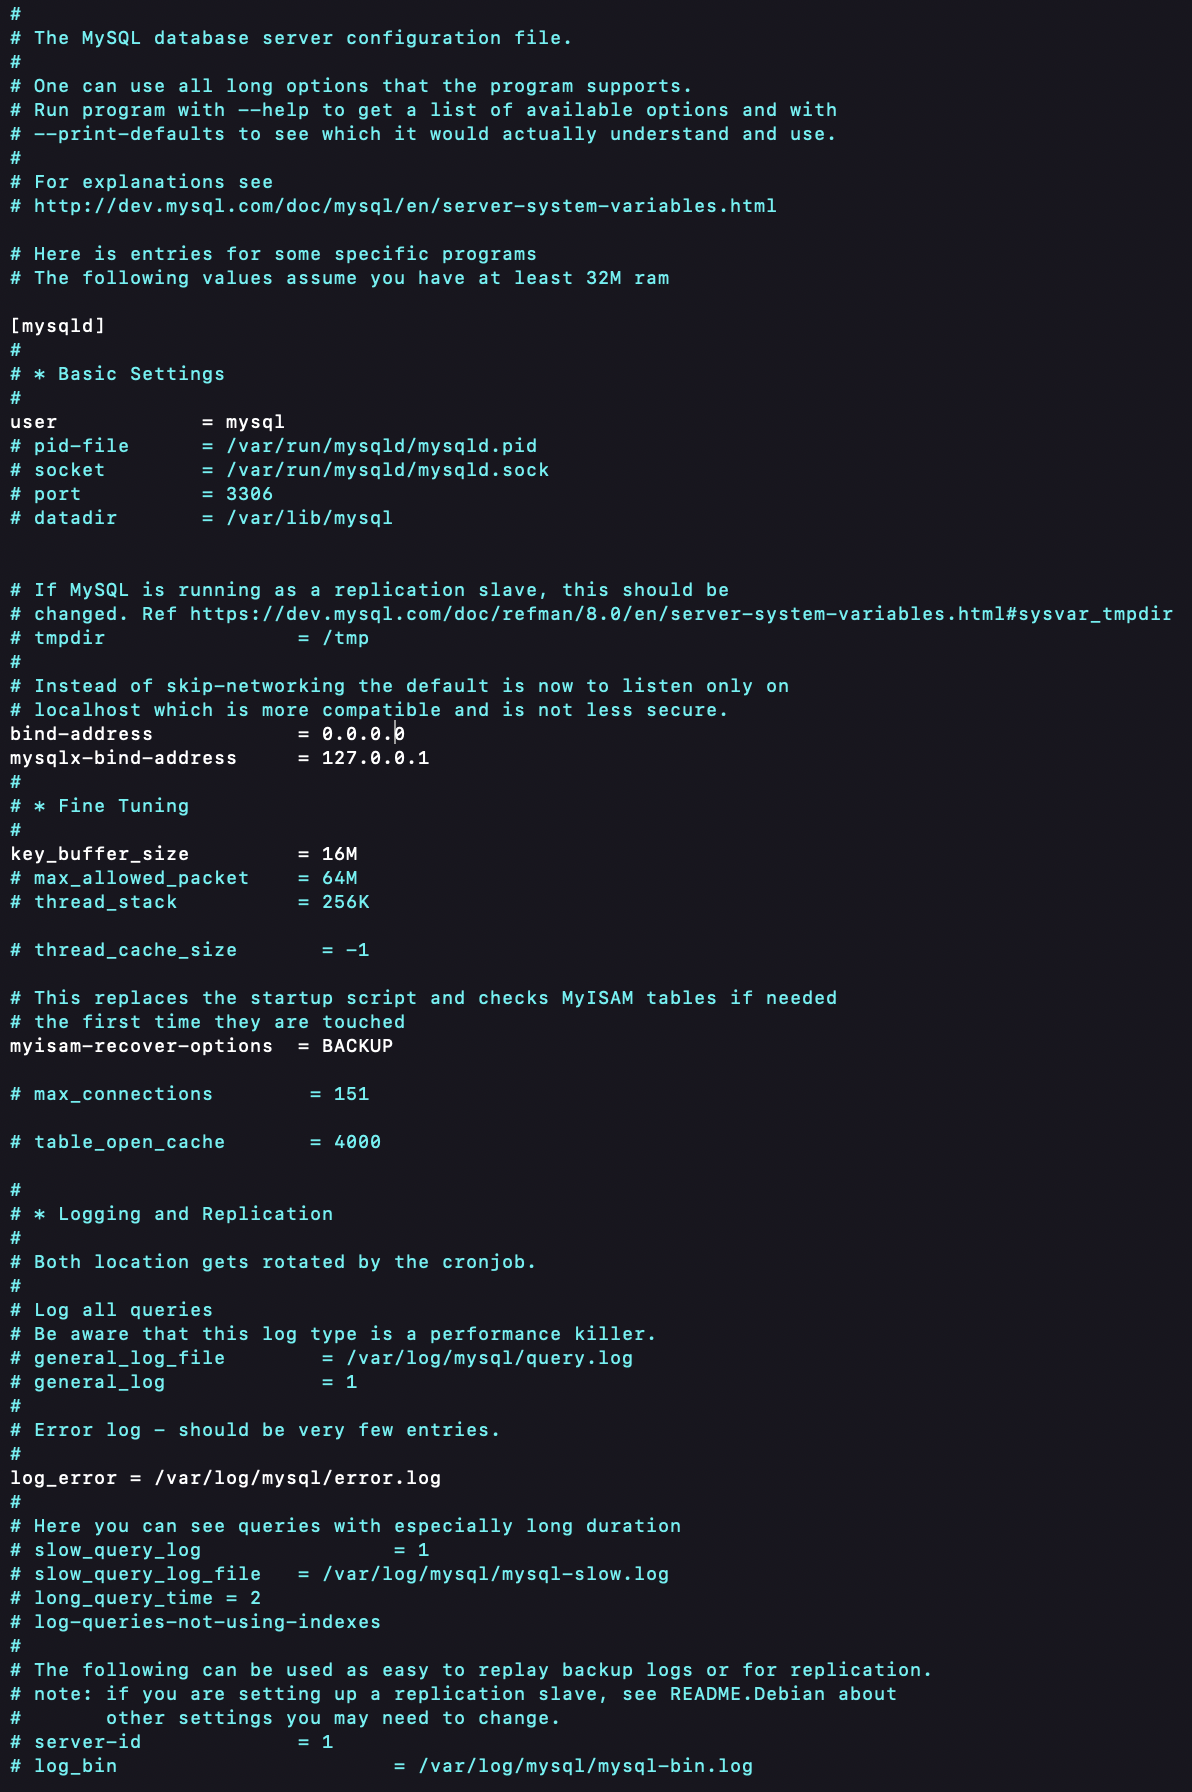 #
# The MySQL database server configuration file.
#
# One can use all long options that the program supports.
# Run program with --help to get a list of available options and with
# --print-defaults to see which it would actually understand and use.
#
# For explanations see
# http://dev.mysql.com/doc/mysql/en/server-system-variables.html

# Here is entries for some specific programs
# The following values assume you have at least 32M ram

[mysqld]
#
# * Basic Settings
#
user            = mysql
# pid-file      = /var/run/mysqld/mysqld.pid
# socket        = /var/run/mysqld/mysqld.sock
# port          = 3306
# datadir       = /var/lib/mysql


# If MySQL is running as a replication slave, this should be
# changed. Ref https://dev.mysql.com/doc/refman/8.0/en/server-system-variables.html#sysvar_tmpdir
# tmpdir                = /tmp
#
# Instead of skip-networking the default is now to listen only on
# localhost which is more compatible and is not less secure.
bind-address            = 0.0.0.0
mysqlx-bind-address     = 127.0.0.1
#
# * Fine Tuning
#
key_buffer_size         = 16M
# max_allowed_packet    = 64M
# thread_stack          = 256K

# thread_cache_size       = -1

# This replaces the startup script and checks MyISAM tables if needed
# the first time they are touched
myisam-recover-options  = BACKUP

# max_connections        = 151

# table_open_cache       = 4000

#
# * Logging and Replication
#
# Both location gets rotated by the cronjob.
#
# Log all queries
# Be aware that this log type is a performance killer.
# general_log_file        = /var/log/mysql/query.log
# general_log             = 1
#
# Error log - should be very few entries.
#
log_error = /var/log/mysql/error.log
#
# Here you can see queries with especially long duration
# slow_query_log                = 1
# slow_query_log_file   = /var/log/mysql/mysql-slow.log
# long_query_time = 2
# log-queries-not-using-indexes
#
# The following can be used as easy to replay backup logs or for replication.
# note: if you are setting up a replication slave, see README.Debian about
#       other settings you may need to change.
# server-id             = 1
# log_bin                       = /var/log/mysql/mysql-bin.log